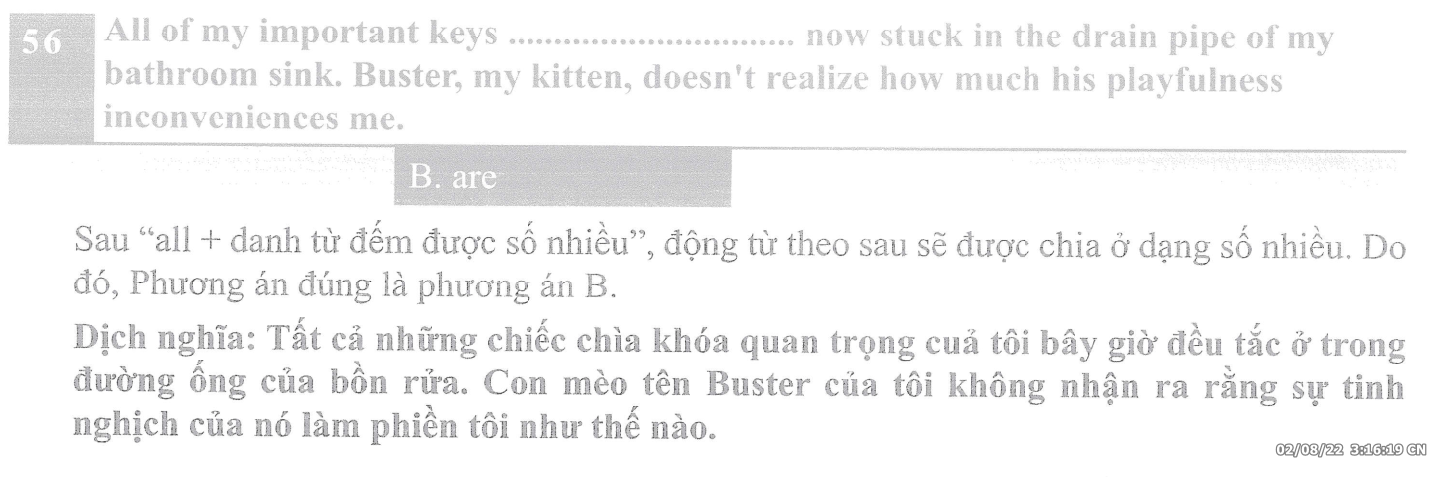 56
All of my important keys ................................ now stuck in the drain pipe of my
bathroom sink. Buster, my kitten, doesn't realize how much his playfulness
inconveniences me.
B. are
Sau “all + danh từ đếm được số nhiều”, động từ theo sau sẽ được chia ở dạng số nhiều. Do
đó, Phương án đúng là phương án B.
Dịch nghĩa: Tất cả những chiếc chìa khóa quan trọng cuả tôi bây giờ đều tắc ở trong
đường ống của bồn rửa. Con mèo tên Buster của tôi không nhận ra rằng sự tinh
nghịch của nó làm phiền tôi như thế nào.
02/08/22 3:16:19 CN